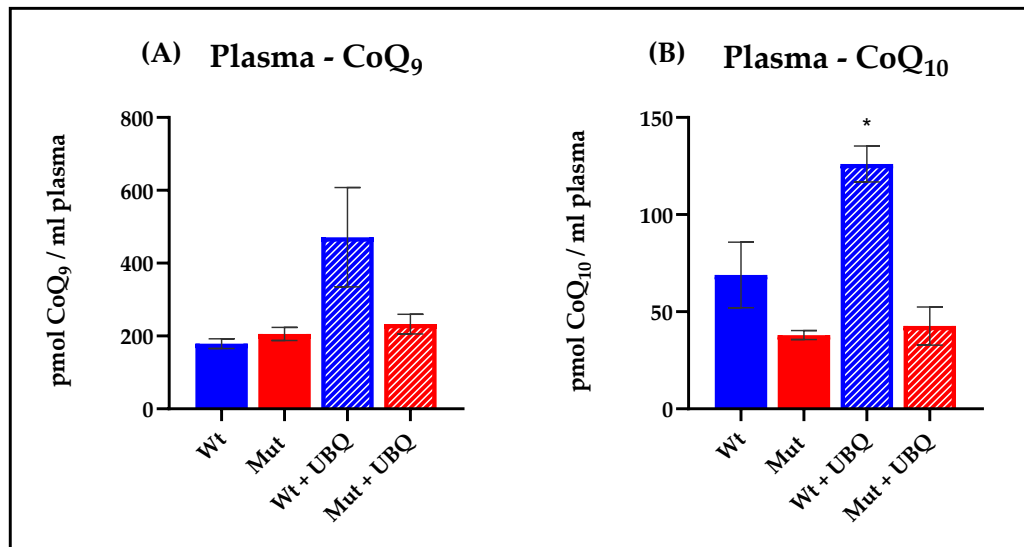 (A) Plasma - CoQ₉
pmol CoQ₉ / ml plasma
800
600
400
200
0
Wt
Mut
Wt + UBQ
Mut + UBQ
(B) Plasma - CoQ₁₀
pmol CoQ₁₀ / ml plasma
150
100
50
0
*
Wt
Mut
Wt + UBQ
Mut + UBQ